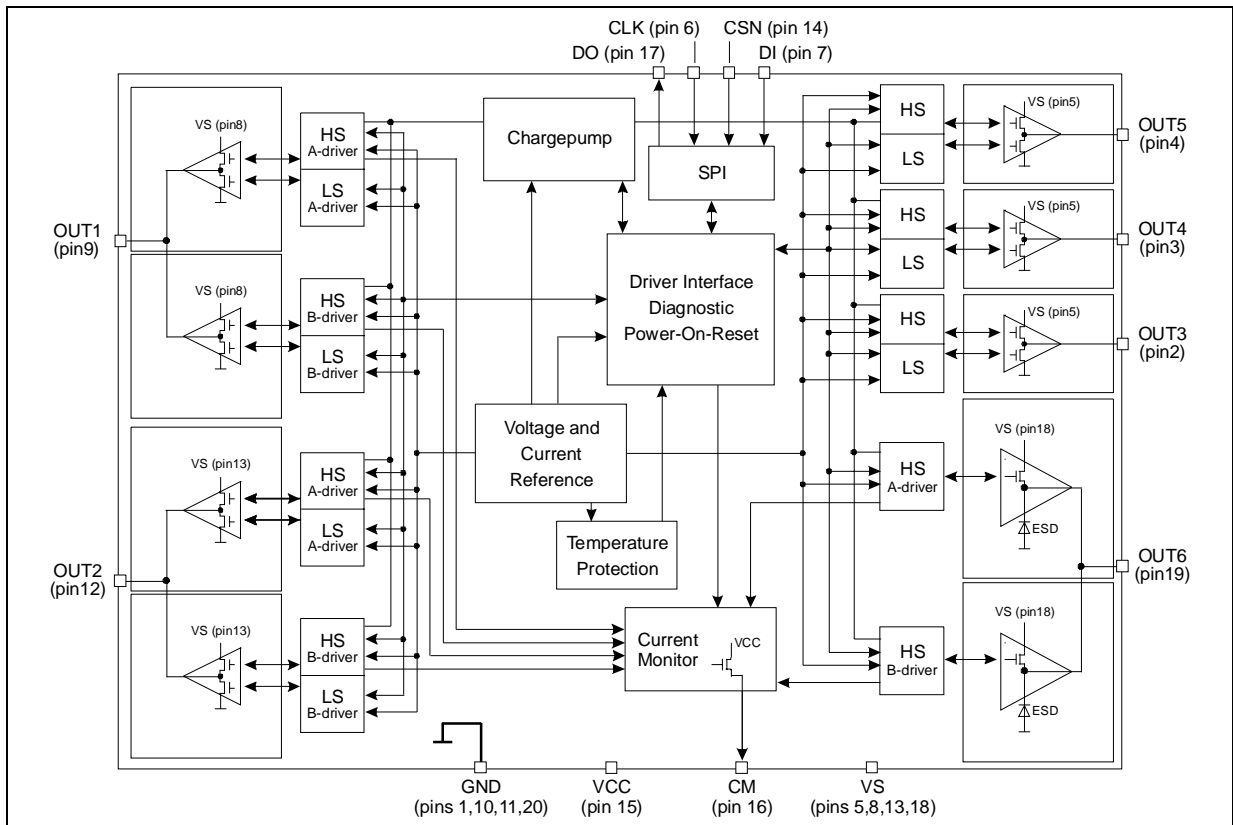 CLK (pin 6)
CSN (pin 14)
DO (pin 17)
DI (pin 7)
VS (pin8)
HS
A-driver
LS
A-driver
OUT1
(pin9)
VS (pin8)
HS
B-driver
LS
B-driver
VS (pin13)
HS
A-driver
LS
A-driver
OUT2
(pin12)
VS (pin13)
HS
B-driver
LS
B-driver
Chargepump
SPI
Driver Interface
Diagnostic
Power-On-Reset
Voltage and
Current
Reference
Temperature
Protection
Current
Monitor
VCC
HS
LS
VS (pin5)
OUT5
(pin4)
HS
LS
VS (pin5)
OUT4
(pin3)
HS
LS
VS (pin5)
OUT3
(pin2)
HS
A-driver
VS (pin18)
ESD
OUT6
(pin19)
HS
B-driver
VS (pin18)
ESD
GND
(pins 1,10,11,20)
VCC
(pin 15)
CM
(pin 16)
VS
(pins 5,8,13,18)